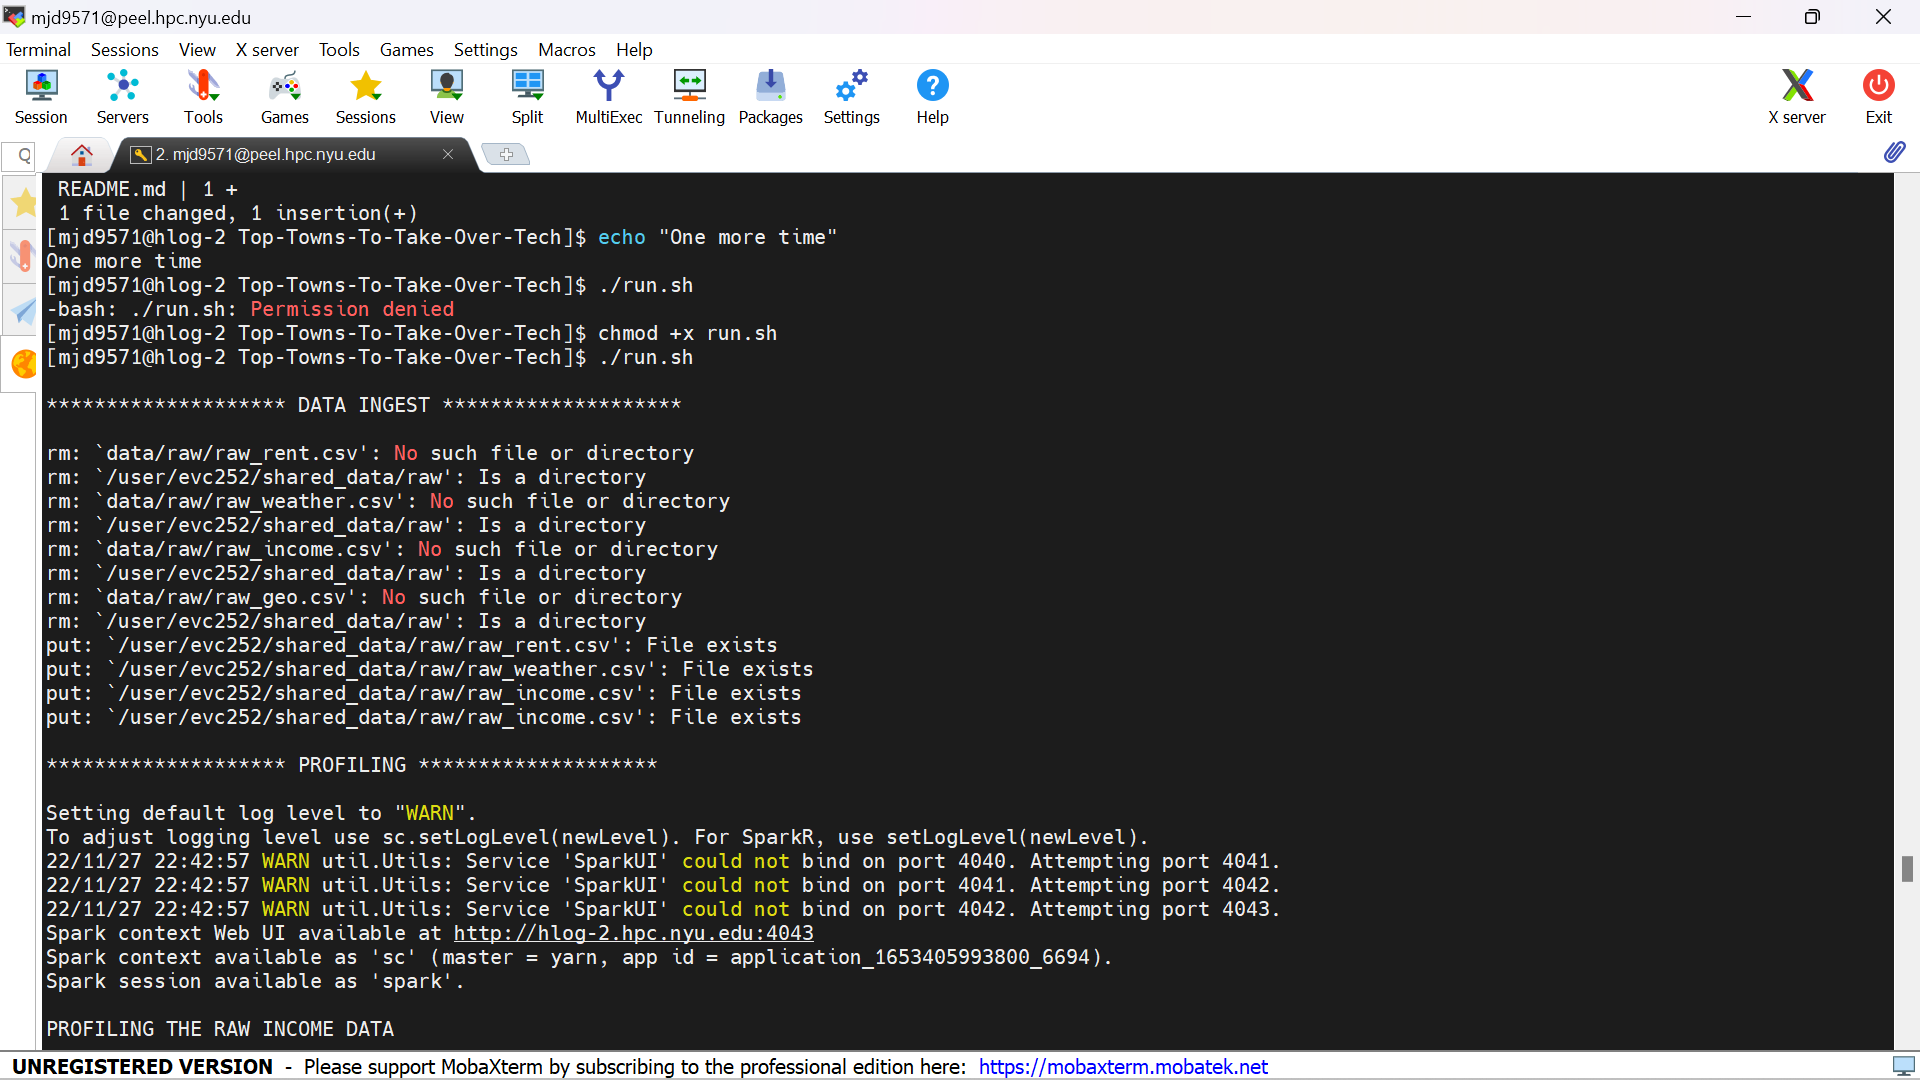 mjd9571@peel.hpc.nyu.edu
Terminal Sessions View X server Tools Games Settings Macros Help
Session Servers Tools Games Sessions View Split MultiExec Tunneling Packages Settings Help X server Exit
2. mjd9571@peel.hpc.nyu.edu
README.md | 1 +
1 file changed, 1 insertion(+)
[mjd9571@hlog-2 Top-Towns-To-Take-Over-Tech]$ echo "One more time"
One more time
[mjd9571@hlog-2 Top-Towns-To-Take-Over-Tech]$ ./run.sh
-bash: ./run.sh: Permission denied
[mjd9571@hlog-2 Top-Towns-To-Take-Over-Tech]$ chmod +x run.sh
[mjd9571@hlog-2 Top-Towns-To-Take-Over-Tech]$ ./run.sh
******************** DATA INGEST ********************
rm: `data/raw/raw_rent.csv': No such file or directory
rm: `/user/evc252/shared_data/raw': Is a directory
rm: `data/raw/raw_weather.csv': No such file or directory
rm: `/user/evc252/shared_data/raw': Is a directory
rm: `data/raw/raw_income.csv': No such file or directory
rm: `/user/evc252/shared_data/raw': Is a directory
rm: `data/raw/raw_geo.csv': No such file or directory
rm: `/user/evc252/shared_data/raw': Is a directory
put: `/user/evc252/shared_data/raw/raw_rent.csv': File exists
put: `/user/evc252/shared_data/raw/raw_weather.csv': File exists
put: `/user/evc252/shared_data/raw/raw_income.csv': File exists
put: `/user/evc252/shared_data/raw/raw_income.csv': File exists
******************** PROFILING ********************
Setting default log level to "WARN".
To adjust logging level use sc.setLogLevel(newLevel). For SparkR, use setLogLevel(newLevel).
22/11/27 22:42:57 WARN util.Utils: Service 'SparkUI' could not bind on port 4040. Attempting port 4041.
22/11/27 22:42:57 WARN util.Utils: Service 'SparkUI' could not bind on port 4041. Attempting port 4042.
22/11/27 22:42:57 WARN util.Utils: Service 'SparkUI' could not bind on port 4042. Attempting port 4043.
Spark context Web UI available at http://hlog-2.hpc.nyu.edu:4043
Spark context available as 'sc' (master = yarn, app id = application_1653405993800_6694).
Spark session available as 'spark'.
PROFILING THE RAW INCOME DATA
UNREGISTERED VERSION - Please support MobaXterm by subscribing to the professional edition here: https://mobaxterm.mobatek.net